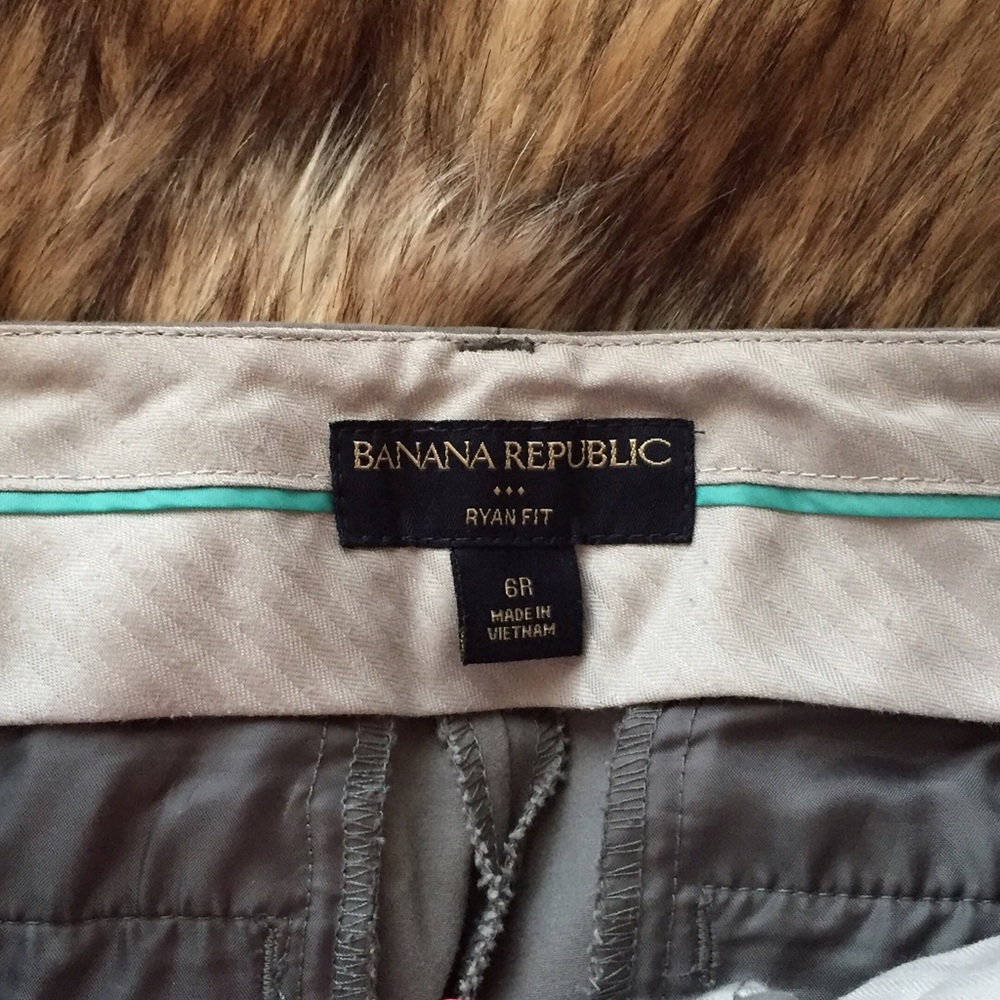 BANANA REPUBLIC
RYAN FIT
6R
MADE IN
VIETNAM